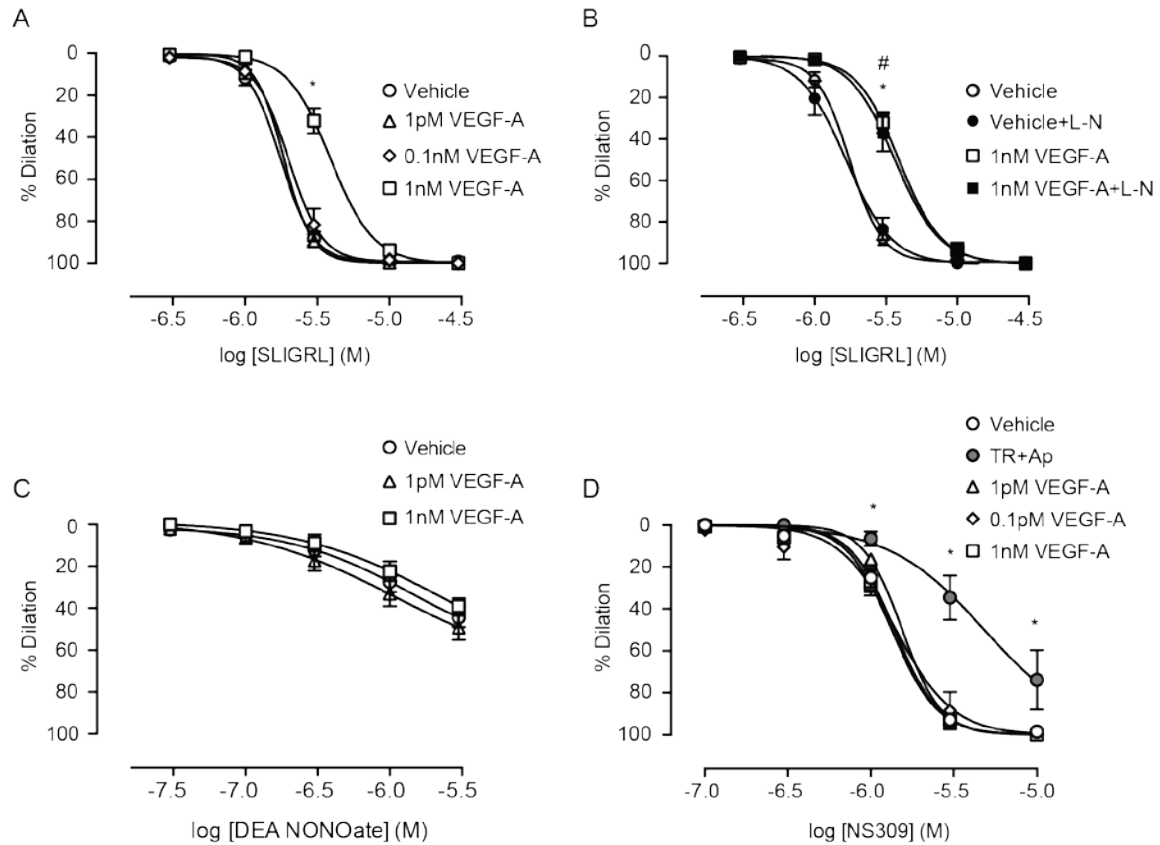 A
% Dilation
0
20
40
60
80
100
*
Vehicle
1pM VEGF-A
0.1nM VEGF-A
1nM VEGF-A
-6.5 -6.0 -5.5 -5.0 -4.5
log [SLIGRL] (M)
B
% Dilation
0
20
40
60
80
100
#
*
Vehicle
Vehicle+L-N
1nM VEGF-A
1nM VEGF-A+L-N
-6.5 -6.0 -5.5 -5.0 -4.5
log [SLIGRL] (M)
C
% Dilation
0
20
40
60
80
100
Vehicle
1pM VEGF-A
1nM VEGF-A
-7.5 -7.0 -6.5 -6.0 -5.5
log [DEA NONOate] (M)
D
% Dilation
0
20
40
60
80
100
* * *
Vehicle
TR+Ap
1pM VEGF-A
0.1pM VEGF-A
1nM VEGF-A
-7.0 -6.5 -6.0 -5.5 -5.0
log [NS309] (M)